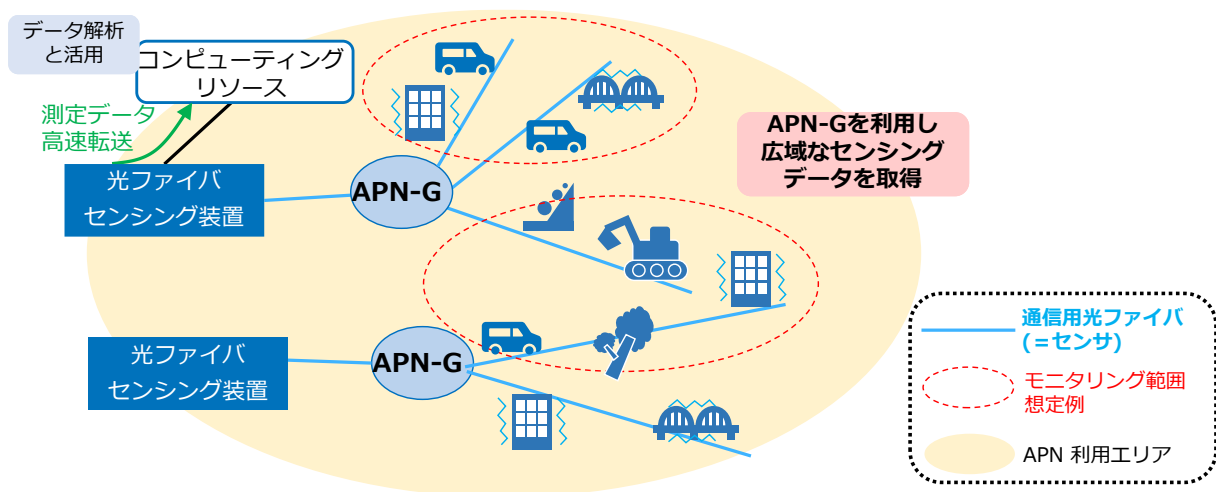 データ解析
と活用
コンピューティング
リソース
測定データ
高速転送
光ファイバ
センシング装置
APN-G
APN-Gを利用し
広域なセンシング
データを取得
光ファイバ
センシング装置
APN-G
通信用光ファイバ
(=センサ)
モニタリング範囲
想定例
APN 利用エリア